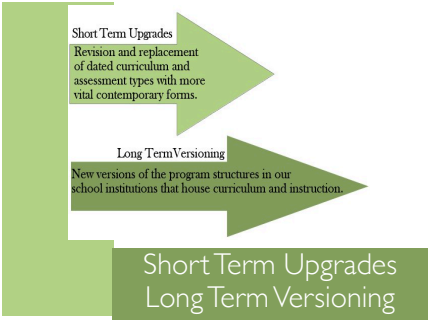 Short Term Upgrades
Revision and replacement
of dated curriculum and
assessment types with more
vital contemporary forms.
Long Term Versioning
New versions of the program structures in our
school institutions that house curriculum and instruction.
Short Term Upgrades
Long Term Versioning